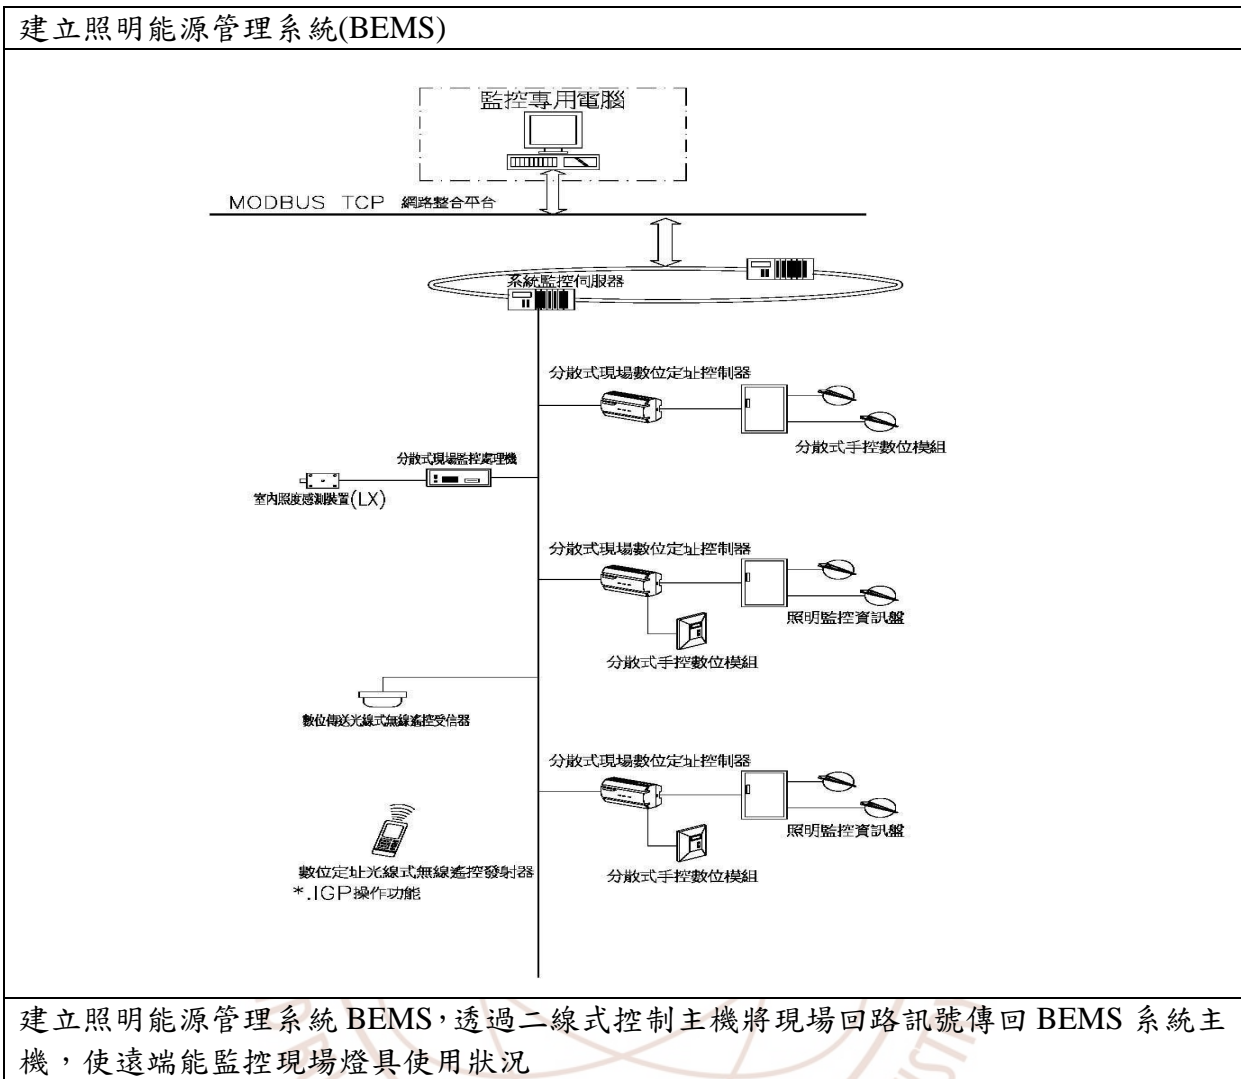 建立照明能源管理系統(BEMS)
監控專用電腦
MODBUS TCP 網路整合平台
系統監控伺服器
分散式現場數位定址控制器
分散式手控數位模組
分散式現場監控處理機
室內照度感測裝置(LX)
分散式現場數位定址控制器
照明監控資訊盤
分散式手控數位模組
數位傳送光線式無線遙控受信器
分散式現場數位定址控制器
照明監控資訊盤
分散式手控數位模組
數位定址光線式無線遙控發射器
*.IGP操作功能
建立照明能源管理系統 BEMS，透過二線式控制主機將現場回路訊號傳回 BEMS 系統主
機，使遠端能監控現場燈具使用狀況